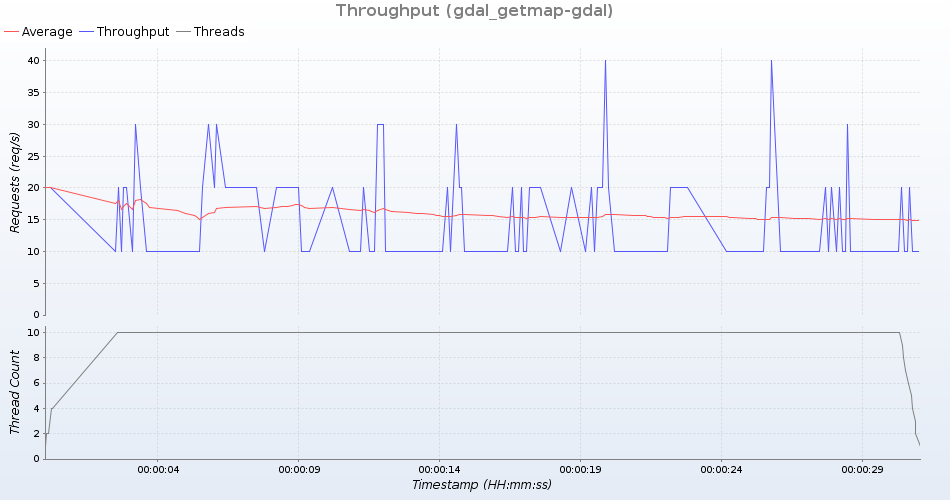 Throughput (gdal_getmap-gdal)
Average Throughput Threads
40
35
30
25
20
15
10
5
0
Requests (req/s)
10
8
6
4
2
0
Thread Count
00:00:04 00:00:09 00:00:14 00:00:19 00:00:24 00:00:29
Timestamp (HH:mm:ss)